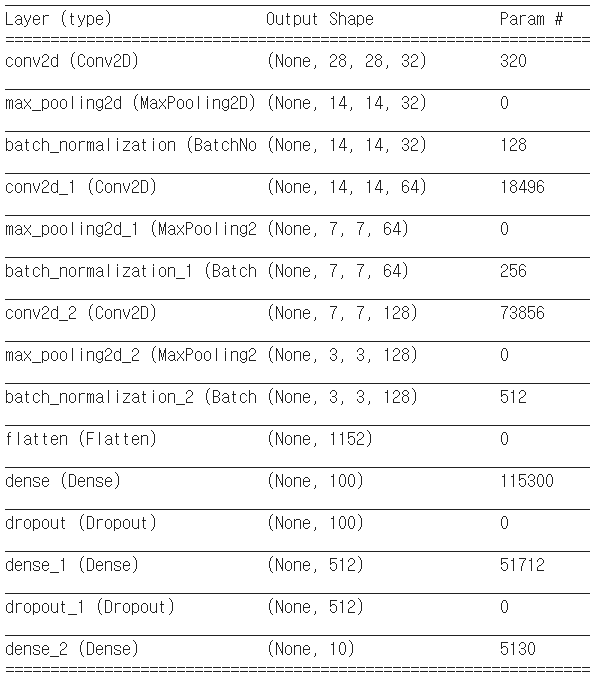 Layer (type) Output Shape Param #
=================================================================
conv2d (Conv2D) (None, 28, 28, 32) 320
max_pooling2d (MaxPooling2D) (None, 14, 14, 32) 0
batch_normalization (BatchNo (None, 14, 14, 32) 128
conv2d_1 (Conv2D) (None, 14, 14, 64) 18496
max_pooling2d_1 (MaxPooling2 (None, 7, 7, 64) 0
batch_normalization_1 (Batch (None, 7, 7, 64) 256
conv2d_2 (Conv2D) (None, 7, 7, 128) 73856
max_pooling2d_2 (MaxPooling2 (None, 3, 3, 128) 0
batch_normalization_2 (Batch (None, 3, 3, 128) 512
flatten (Flatten) (None, 1152) 0
dense (Dense) (None, 100) 115300
dropout (Dropout) (None, 100) 0
dense_1 (Dense) (None, 512) 51712
dropout_1 (Dropout) (None, 512) 0
dense_2 (Dense) (None, 10) 5130
=================================================================